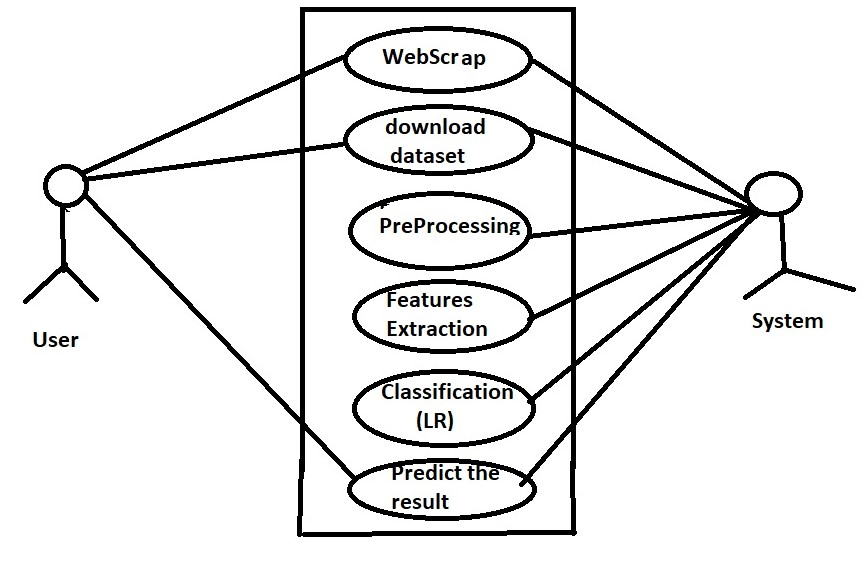 WebScrap
download
dataset
PreProcessing
Features
Extraction
Classification
(LR)
Predict the
result
User
System